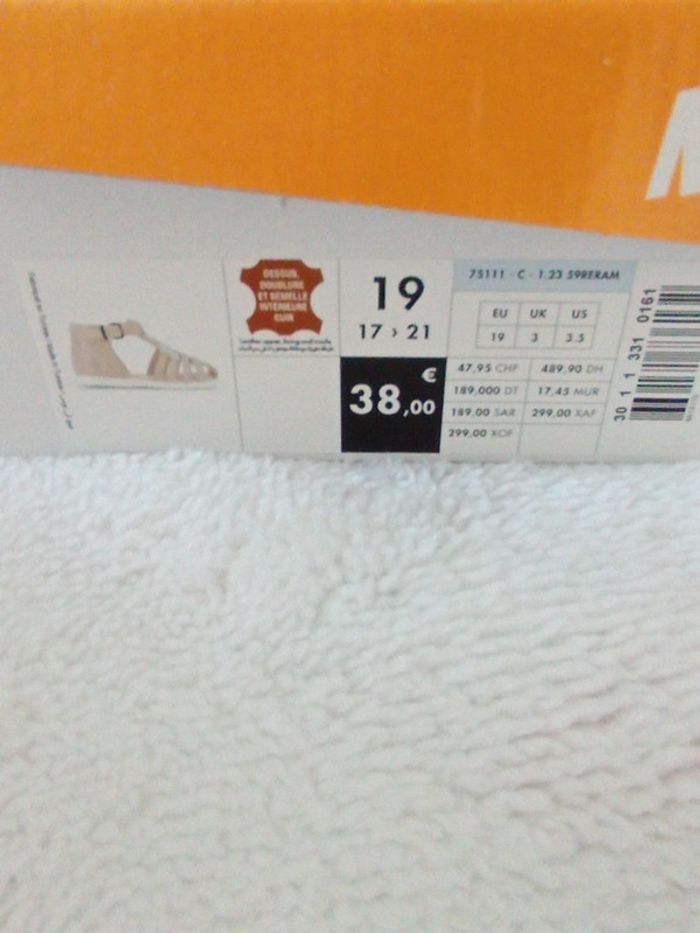 DESSUS,
DOUBLURE
ET SEMELLE
INTÉRIEURE
CUIR
Leather upper, lining and insole
19
17 > 21
€
38,00
75111 - C - 1.23 59BERAM
EU UK US
19 3 3.5
47.95 CHF 489.90 DH
189.000 DT 17,45 MUR
189.00 SAR 299.00 XAF
299.00 XOF
30 1 1 331 0161